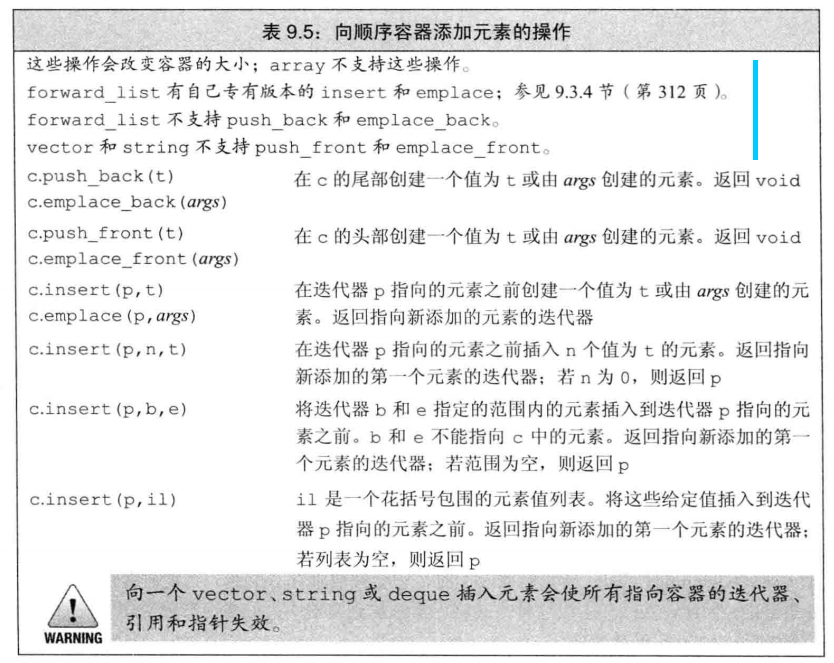 表 9.5：向顺序容器添加元素的操作
这些操作会改变容器的大小；array 不支持这些操作。
forward_list 有自己专有版本的 insert 和 emplace；参见 9.3.4 节（第 312 页）。
forward_list 不支持 push_back 和 emplace_back。
vector 和 string 不支持 push_front 和 emplace_front。
c.push_back(t) 在 c 的尾部创建一个值为 t 或由 args 创建的元素。返回 void
c.emplace_back(args)
c.push_front(t) 在 c 的头部创建一个值为 t 或由 args 创建的元素。返回 void
c.emplace_front(args)
c.insert(p,t) 在迭代器 p 指向的元素之前创建一个值为 t 或由 args 创建的元
c.emplace(p,args) 素。返回指向新添加的元素的迭代器
c.insert(p,n,t) 在迭代器 p 指向的元素之前插入 n 个值为 t 的元素。返回指向
新添加的第一个元素的迭代器；若 n 为 0，则返回 p
c.insert(p,b,e) 将迭代器 b 和 e 指定的范围内的元素插入到迭代器 p 指向的元
素之前。b 和 e 不能指向 c 中的元素。返回指向新添加的第一
个元素的迭代器；若范围为空，则返回 p
c.insert(p,il) il 是一个花括号包围的元素值列表。将这些给定值插入到迭代
器 p 指向的元素之前。返回指向新添加的第一个元素的迭代器；
若列表为空，则返回 p
向一个 vector、string 或 deque 插入元素会使所有指向容器的迭代器、
引用和指针失效。
WARNING